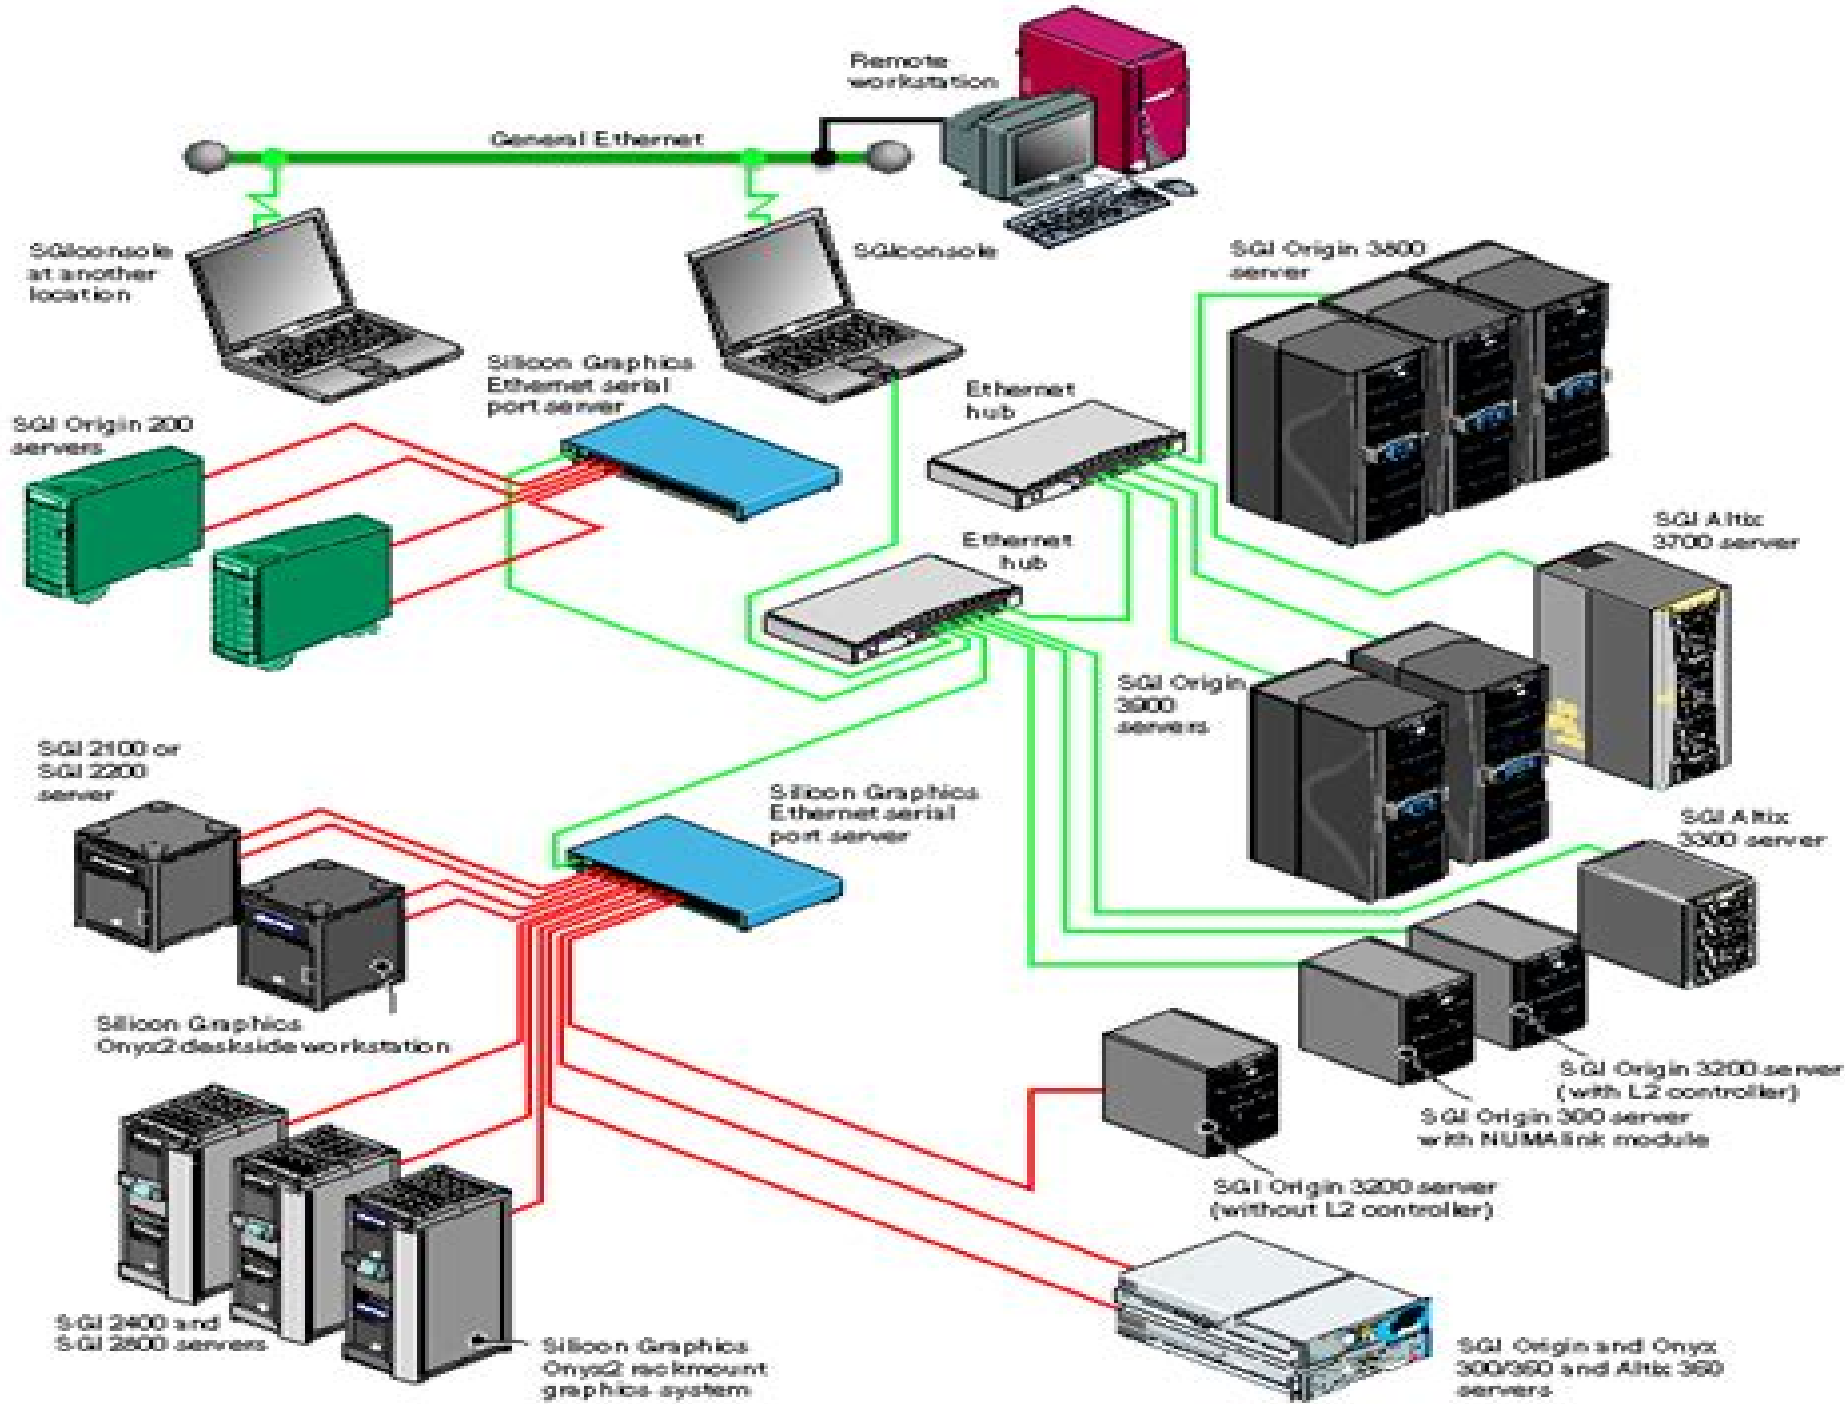 Remote
workstation
General Ethernet
SGIconsole
at another
location
SGIconsole
SGI Origin 3800
server
Silicon Graphics
Ethernet serial
port server
Ethernet
hub
SGI Origin 200
servers
SGI Altix
3700 server
Ethernet
hub
SGI Origin
3900
servers
SGI 2100 or
SGI 2200
server
Silicon Graphics
Ethernet serial
port server
SGI Altix
3300 server
Silicon Graphics
Onyx2 deskside workstation
SGI Origin 3200 server
(with L2 controller)
SGI Origin 300 server
with NUMAlink module
SGI Origin 3200 server
(without L2 controller)
SGI 2400 and
SGI 2800 servers
Silicon Graphics
Onyx2 rackmount
graphics system
SGI Origin and Onyx
300/350 and Altix 350
servers